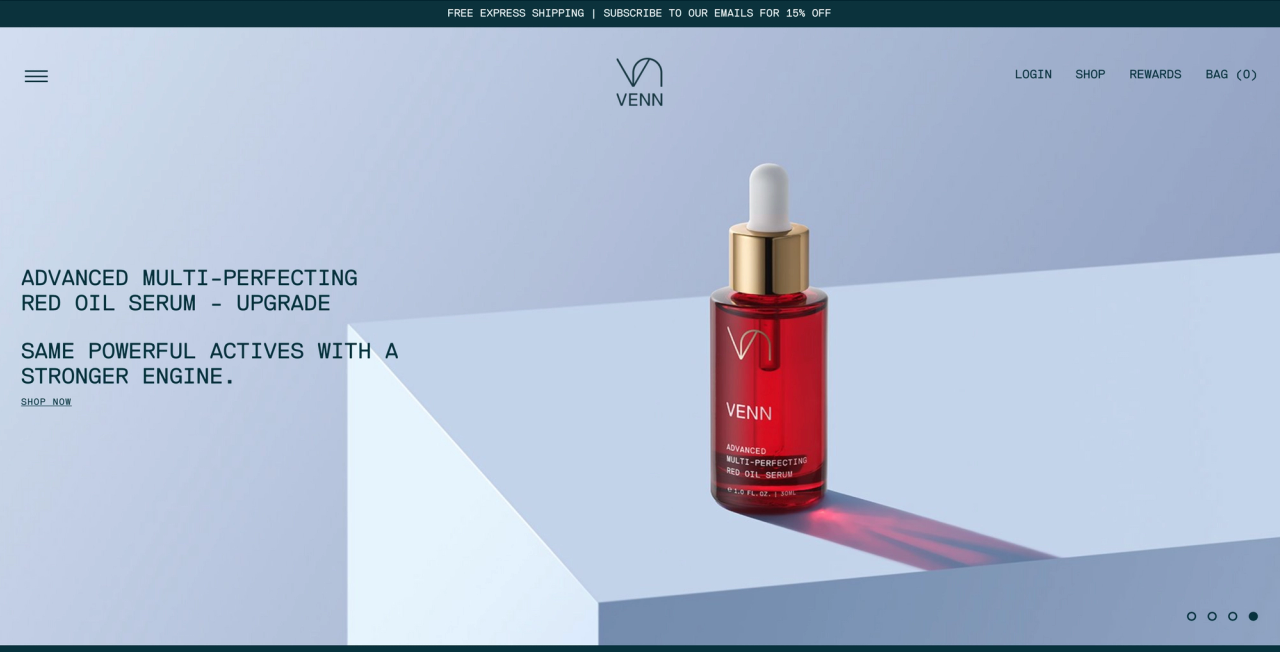 FREE EXPRESS SHIPPING | SUBSCRIBE TO OUR EMAILS FOR 15% OFF
VENN
LOGIN SHOP REWARDS BAG (0)
ADVANCED MULTI-PERFECTING
RED OIL SERUM - UPGRADE
SAME POWERFUL ACTIVES WITH A
STRONGER ENGINE.
SHOP NOW
VENN
ADVANCED
MULTI-PERFECTING
RED OIL SERUM
℮ 1.0 FL.OZ. | 30ML